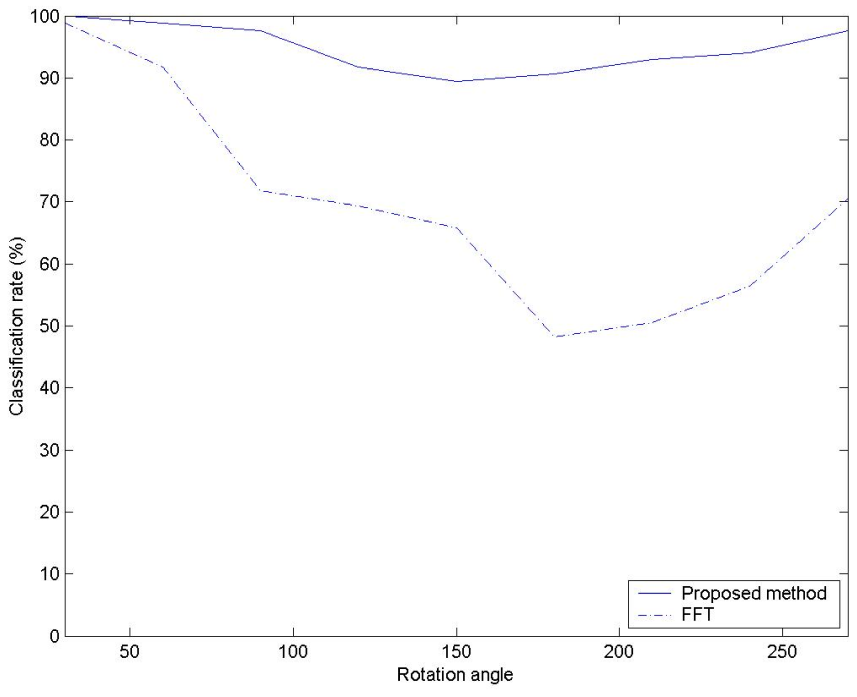 100
90
80
70
60
50
40
30
20
10
0
Classification rate (%)
50 100 150 200 250
Rotation angle
Proposed method
FFT